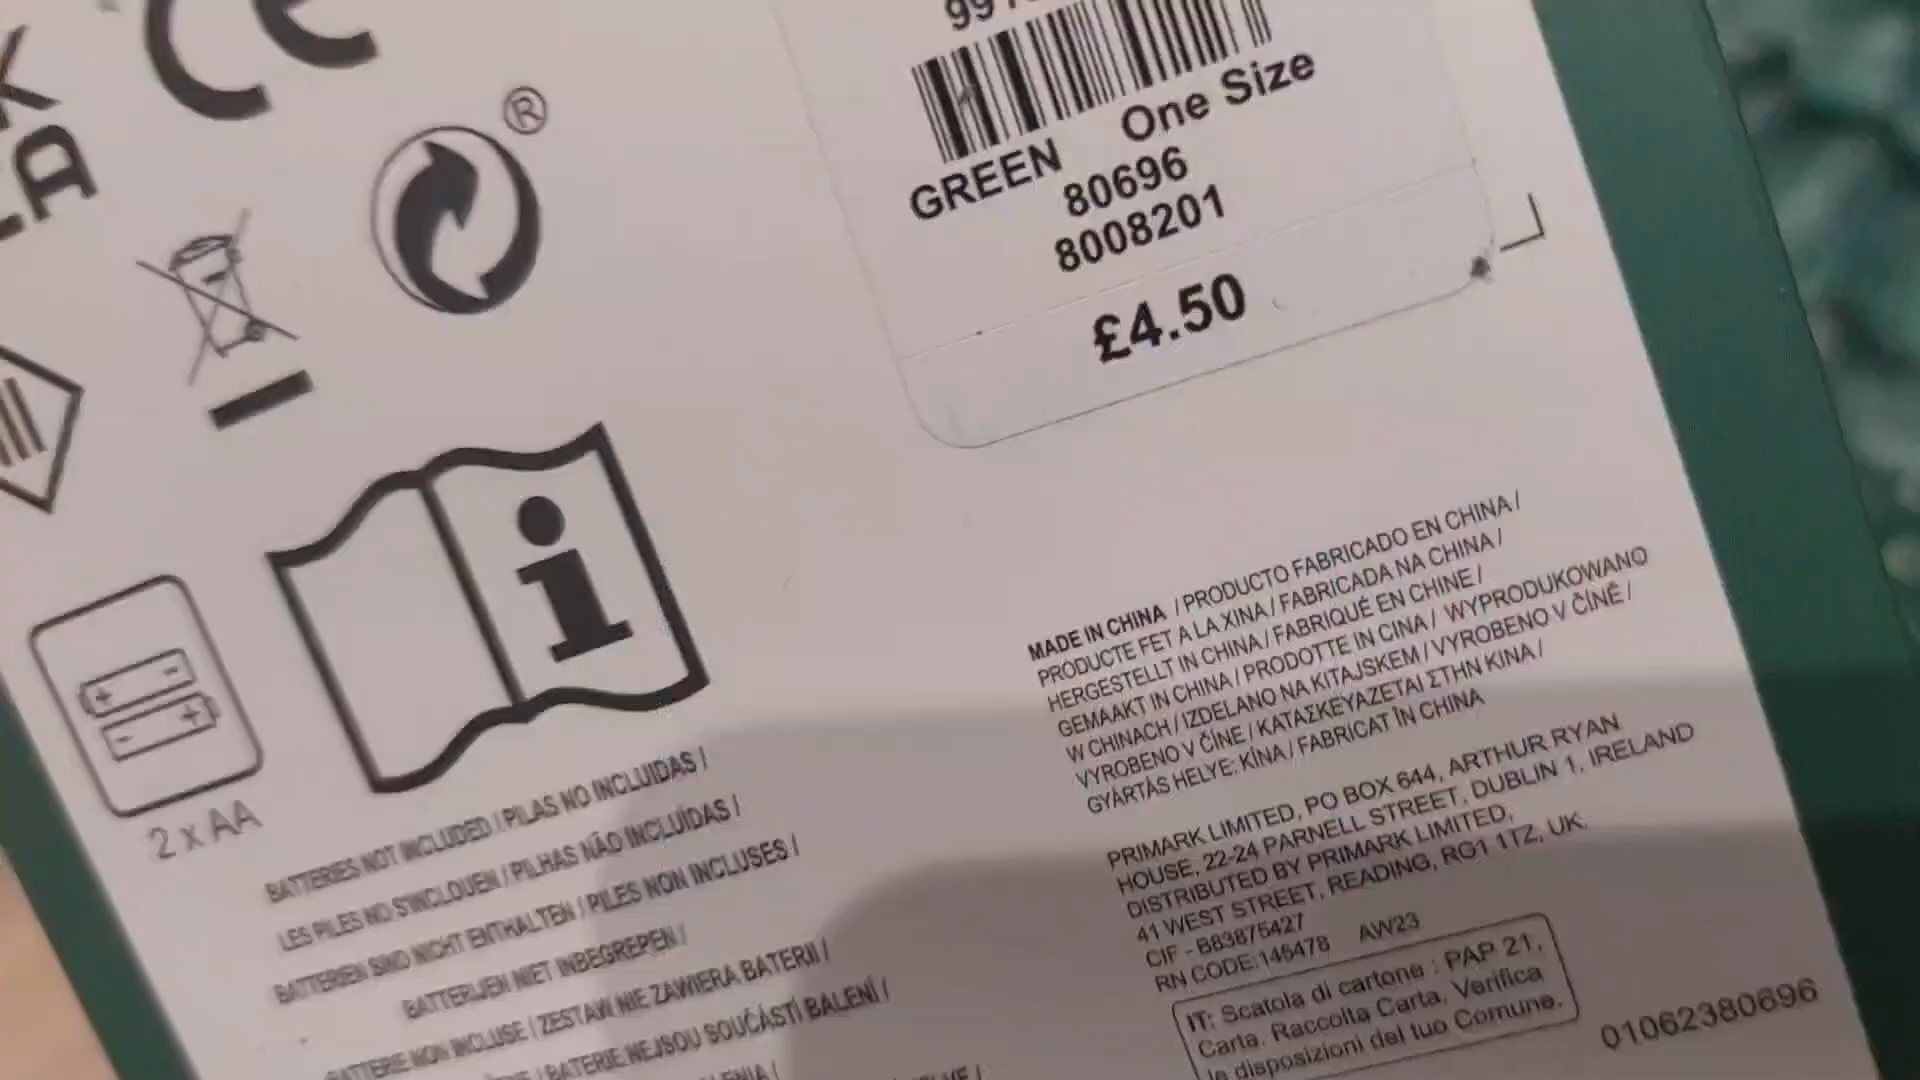 CE
®
One Size
GREEN
80696
8008201
£4.50
2 x AA
BATTERIES NOT INCLUDED / PILAS NO INCLUIDAS /
LES PILES NO S'INCLOUEN / PILHAS NÃO INCLUÍDAS /
BATTERIEN SIND NICHT ENTHALTEN / PILES NON INCLUSES /
BATTERIJEN NIET INBEGREPEN /
BATTERIE NON INCLUSE / ZESTAW NIE ZAWIERA BATERII /
/ BATERIE NEJSOU SOUČÁSTÍ BALENÍ /
MADE IN CHINA / PRODUCTO FABRICADO EN CHINA /
PRODUCTE FET A LA XINA / FABRICADA NA CHINA /
HERGESTELLT IN CHINA / FABRIQUÉ EN CHINE /
GEMAAKT IN CHINA / PRODOTTE IN CINA / WYPRODUKOWANO
W CHINACH / IZDELANO NA KITAJSKEM / VYROBENO V ČÍNĚ /
VYROBENO V ČÍNE / ΚΑΤΑΣΚΕΥΑΖΕΤΑΙ ΣΤΗΝ ΚΙΝΑ /
GYÁRTÁS HELYE: KÍNA / FABRICAT ÎN CHINA
PRIMARK LIMITED, PO BOX 644, ARTHUR RYAN
HOUSE, 22-24 PARNELL STREET, DUBLIN 1, IRELAND
DISTRIBUTED BY PRIMARK LIMITED,
41 WEST STREET, READING, RG1 1TZ, UK.
CIF - B83875427
RN CODE:145478 AW23
IT: Scatola di cartone : PAP 21,
Carta. Raccolta Carta. Verifica
le disposizioni del tuo Comune.
01062380696